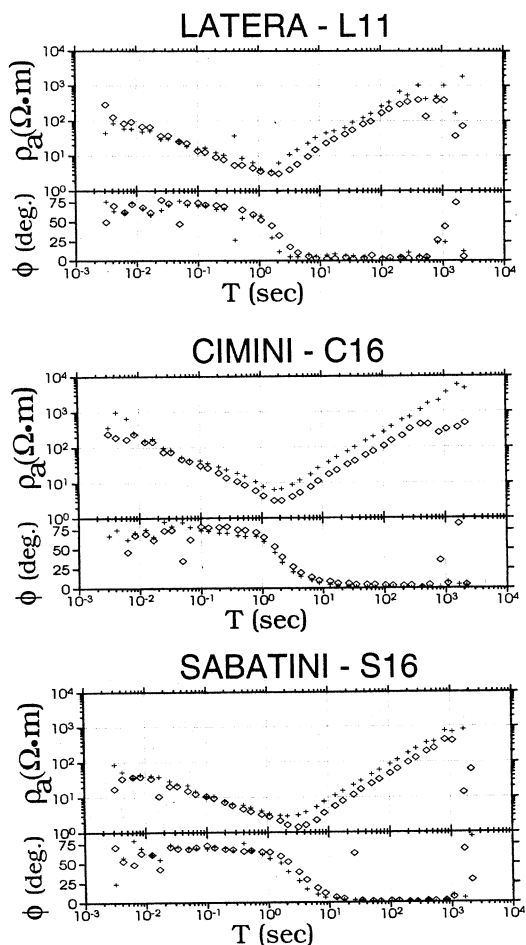 LATERA - L11
10⁴
10³
10²
10¹
10⁰
ρₐ(Ω•m)
75
50
25
0
ϕ (deg.)
10⁻³ 10⁻² 10⁻¹ 10⁰ 10¹ 10² 10³ 10⁴
T (sec)
CIMINI - C16
10⁴
10³
10²
10¹
10⁰
ρₐ(Ω•m)
75
50
25
0
ϕ (deg.)
10⁻³ 10⁻² 10⁻¹ 10⁰ 10¹ 10² 10³ 10⁴
T (sec)
SABATINI - S16
10⁴
10³
10²
10¹
10⁰
ρₐ(Ω•m)
75
50
25
0
ϕ (deg.)
10⁻³ 10⁻² 10⁻¹ 10⁰ 10¹ 10² 10³ 10⁴
T (sec)